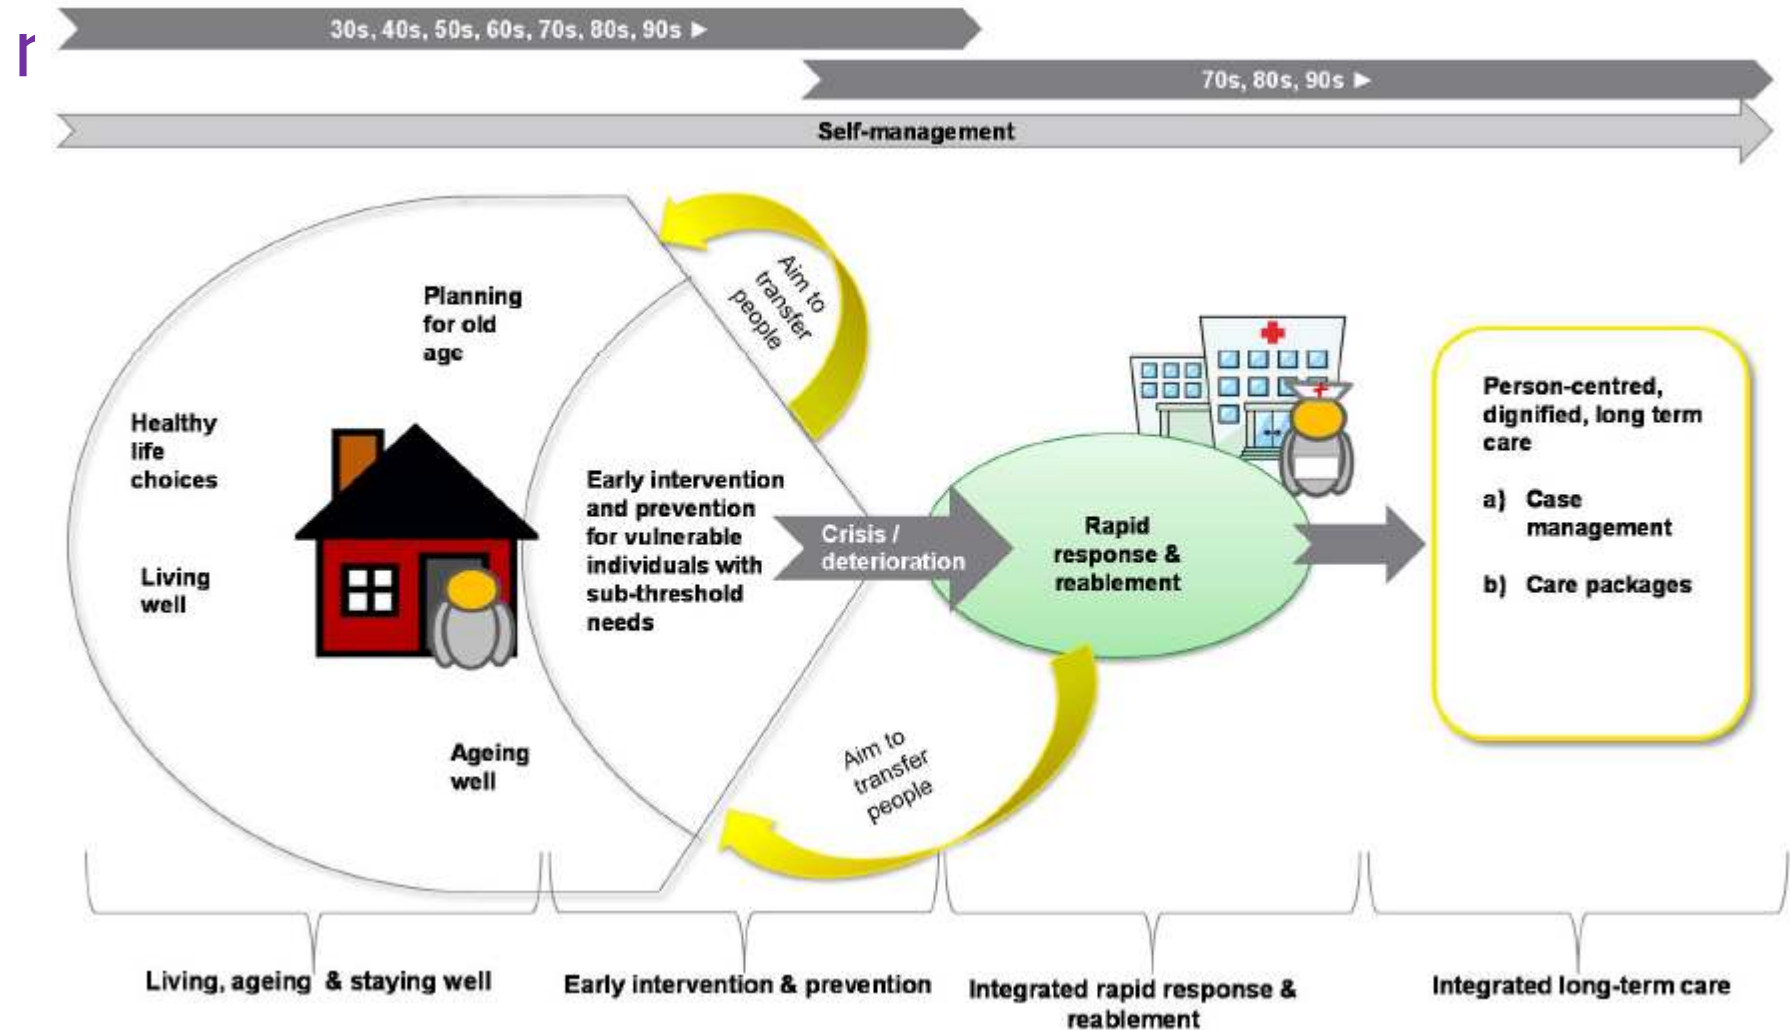 r
30s, 40s, 50s, 60s, 70s, 80s, 90s ►
70s, 80s, 90s ►
Self-management
Planning
for old
age
Healthy
life
choices
Living
well
Ageing
well
Aim to
transfer
people
Early intervention
and prevention
for vulnerable
individuals with
sub-threshold
needs
Crisis /
deterioration
Rapid
response &
reablement
Aim to
transfer
people
Person-centred,
dignified, long term
care
a) Case
management
b) Care packages
Living, ageing & staying well
Early intervention & prevention
Integrated rapid response &
reablement
Integrated long-term care